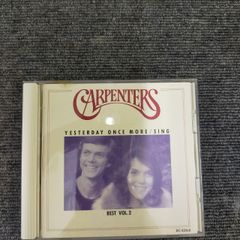 CARPENTERS
YESTERDAY ONCE MORE / SING
BEST VOL.2